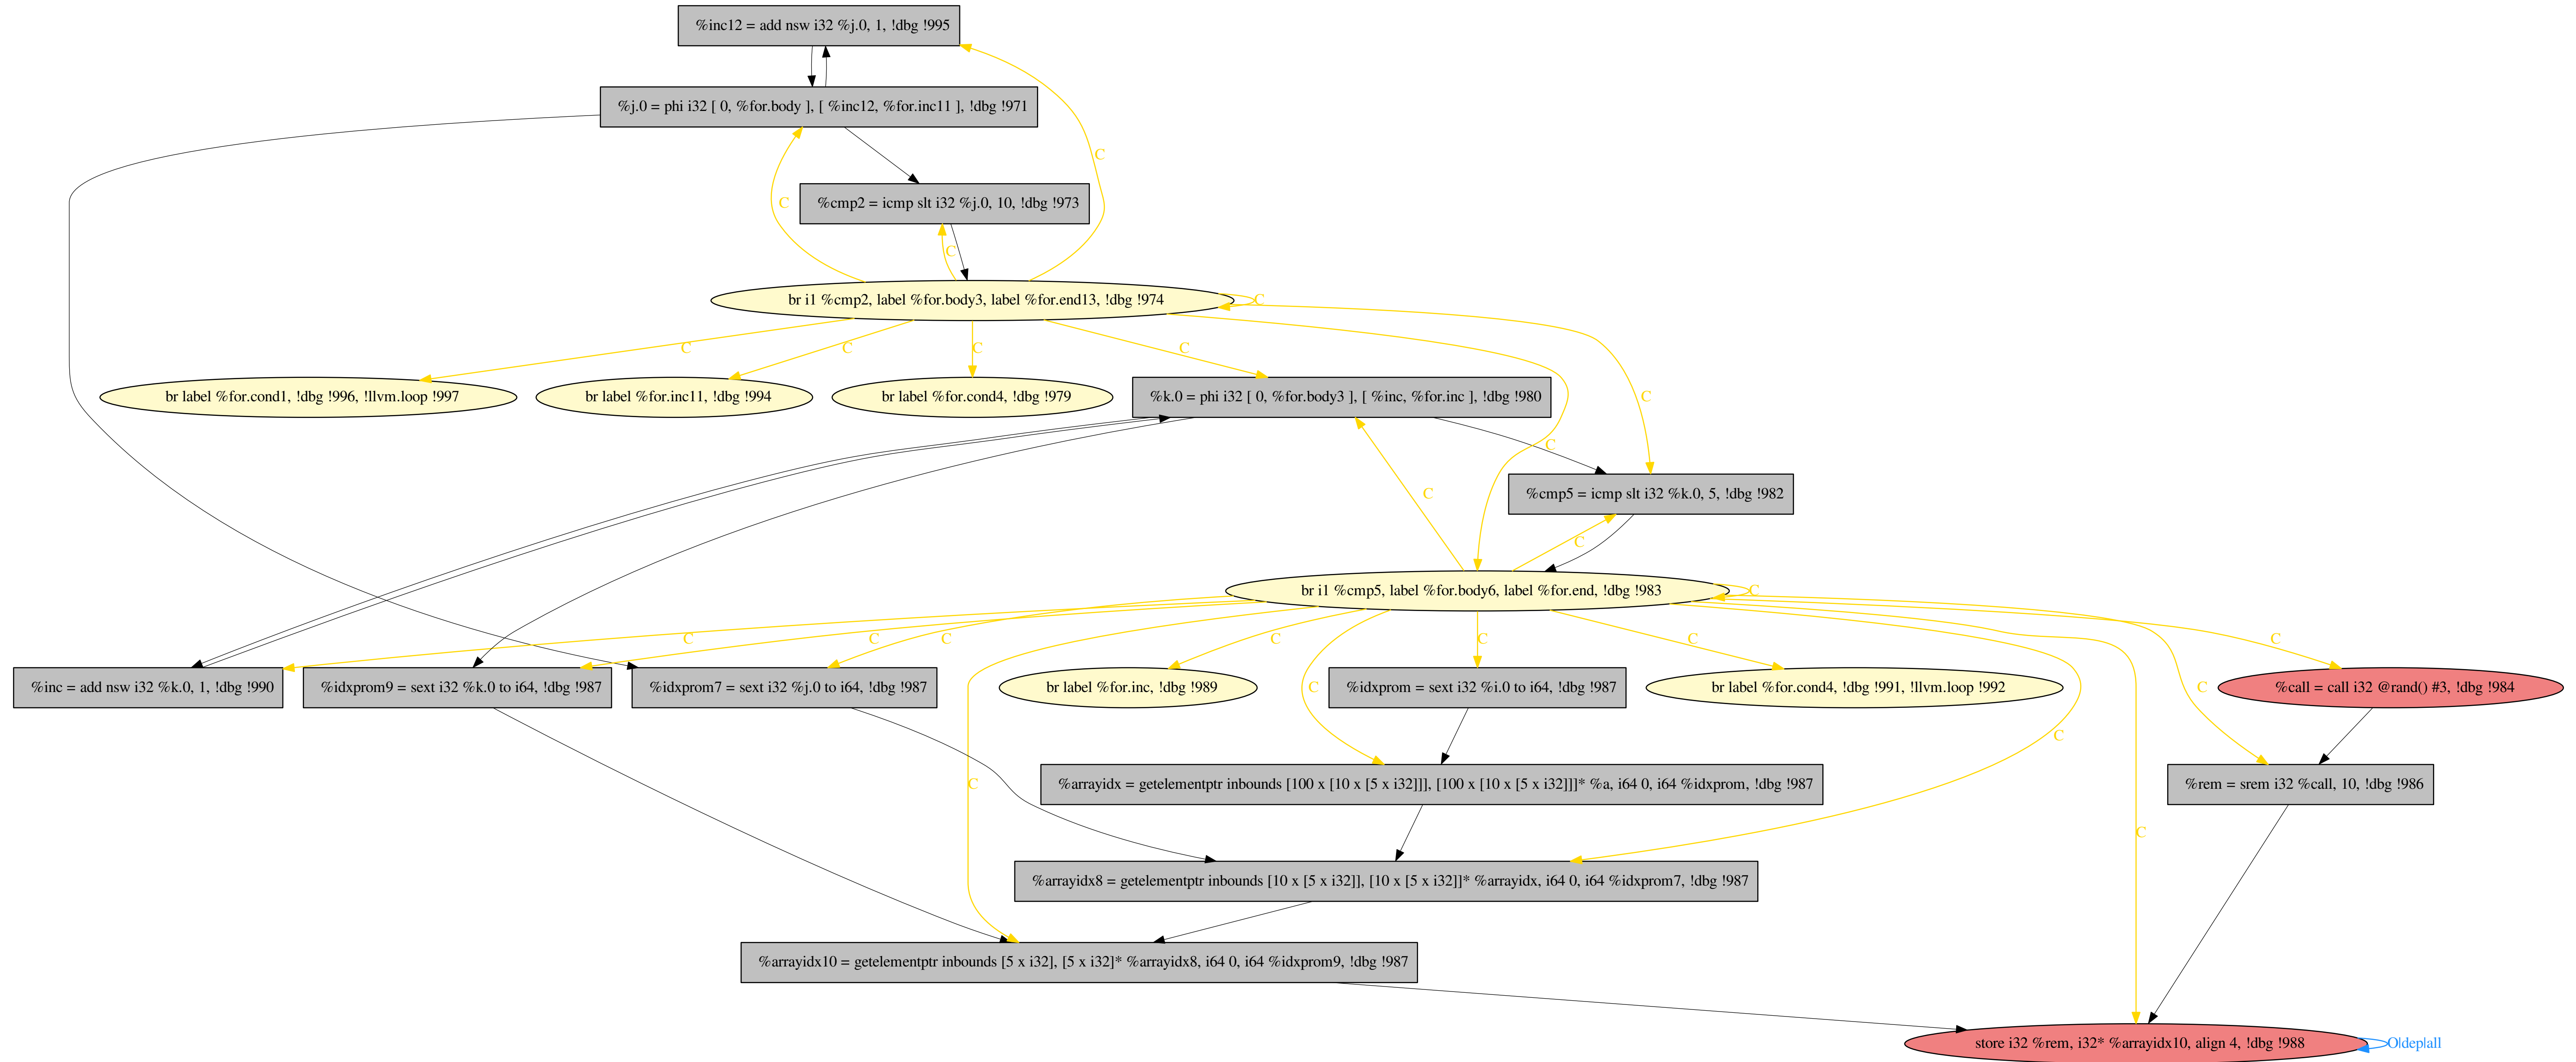 %inc12 = add nsw i32 %j.0, 1, !dbg !995
%j.0 = phi i32 [ 0, %for.body ], [ %inc12, %for.inc11 ], !dbg !971
C
C
%cmp2 = icmp slt i32 %j.0, 10, !dbg !973
C
br i1 %cmp2, label %for.body3, label %for.end13, !dbg !974
C
C
C
C
C
br label %for.cond1, !dbg !996, !llvm.loop !997
br label %for.inc11, !dbg !994
br label %for.cond4, !dbg !979
%k.0 = phi i32 [ 0, %for.body3 ], [ %inc, %for.inc ], !dbg !980
C
C
C
%cmp5 = icmp slt i32 %k.0, 5, !dbg !982
C
br i1 %cmp5, label %for.body6, label %for.end, !dbg !983
C
C
C
C
C
C
C
C
%inc = add nsw i32 %k.0, 1, !dbg !990
%idxprom9 = sext i32 %k.0 to i64, !dbg !987
%idxprom7 = sext i32 %j.0 to i64, !dbg !987
br label %for.inc, !dbg !989
C
%idxprom = sext i32 %i.0 to i64, !dbg !987
br label %for.cond4, !dbg !991, !llvm.loop !992
C
%call = call i32 @rand() #3, !dbg !984
C
C
%arrayidx = getelementptr inbounds [100 x [10 x [5 x i32]]], [100 x [10 x [5 x i32]]]* %a, i64 0, i64 %idxprom, !dbg !987
%rem = srem i32 %call, 10, !dbg !986
C
%arrayidx8 = getelementptr inbounds [10 x [5 x i32]], [10 x [5 x i32]]* %arrayidx, i64 0, i64 %idxprom7, !dbg !987
%arrayidx10 = getelementptr inbounds [5 x i32], [5 x i32]* %arrayidx8, i64 0, i64 %idxprom9, !dbg !987
store i32 %rem, i32* %arrayidx10, align 4, !dbg !988
O|dep|all